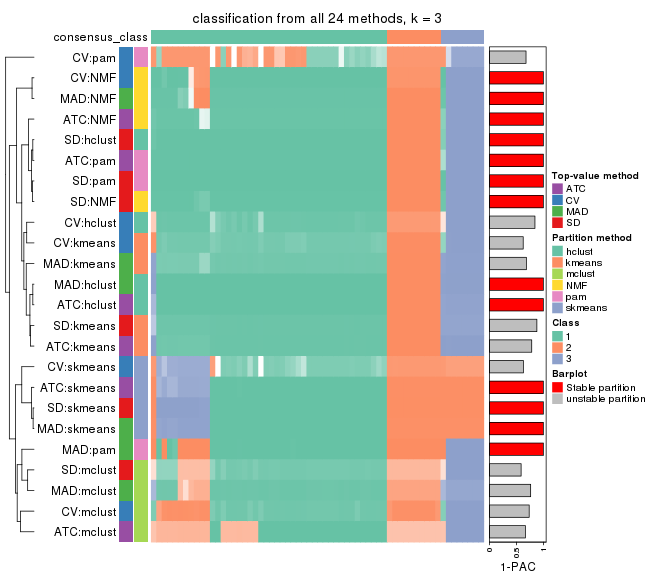 classification from all 24 methods, k = 3
consensus_class
CV:pam
CV:NMF
MAD:NMF
ATC:NMF
SD:hclust
ATC:pam
SD:pam
SD:NMF
CV:hclust
CV:kmeans
MAD:kmeans
MAD:hclust
ATC:hclust
SD:kmeans
ATC:kmeans
CV:skmeans
ATC:skmeans
SD:skmeans
MAD:skmeans
MAD:pam
SD:mclust
MAD:mclust
CV:mclust
ATC:mclust
0
0.5
1
1-PAC
Top-value method
ATC
CV
MAD
SD
Partition method
hclust
kmeans
mclust
NMF
pam
skmeans
Class
1
2
3
Barplot
Stable partition
unstable partition